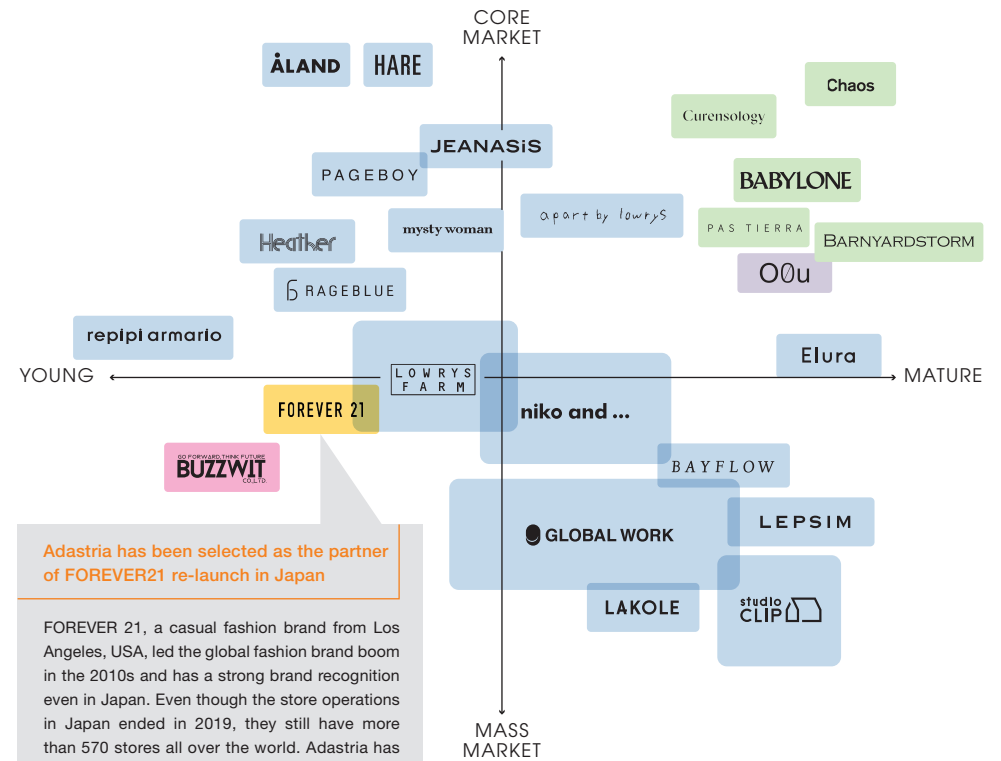 CORE
MARKET
ÅLAND
HARE
Chaos
Curensology
JEANASiS
PAGEBOY
BABYLONE
apart by lowrys
mysty woman
PAS TIERRA
BARNYARDSTORM
Heather
O0u
RAGEBLUE
repipi armario
Elura
YOUNG
LOWRYS
FARM
MATURE
FOREVER 21
niko and ...
GO FORWARD, THINK FUTURE
BUZZWIT
CO.,LTD.
BAYFLOW
LEPSIM
GLOBAL WORK
LAKOLE
studio
CLIP
Adastria has been selected as the partner
of FOREVER21 re-launch in Japan
FOREVER 21, a casual fashion brand from Los
Angeles, USA, led the global fashion brand boom
in the 2010s and has a strong brand recognition
even in Japan. Even though the store operations
in Japan ended in 2019, they still have more
than 570 stores all over the world. Adastria has
MASS
MARKET